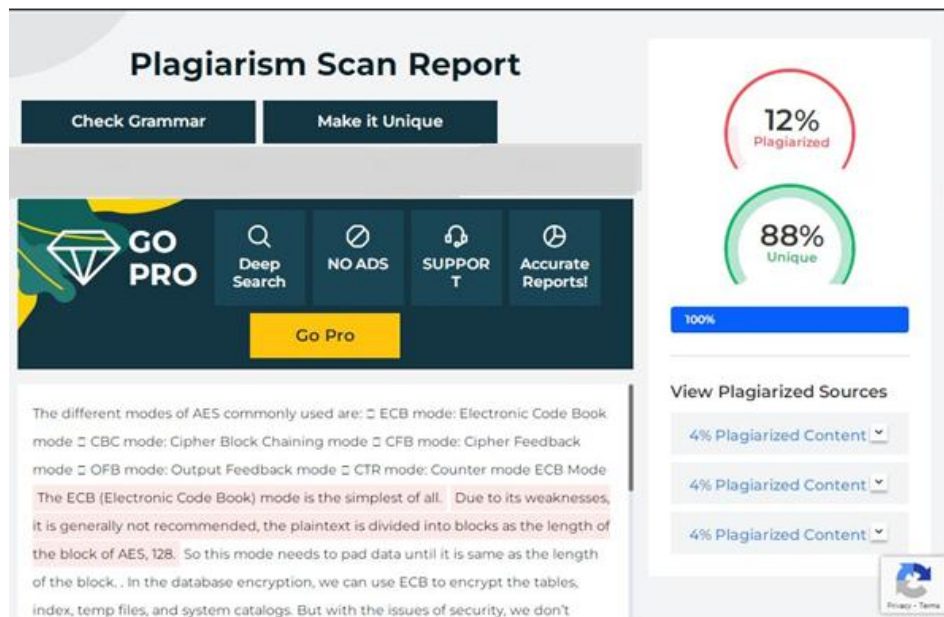 Plagiarism Scan Report
Check Grammar
Make it Unique
GO
PRO
Deep
Search
NO ADS
SUPPOR
T
Accurate
Reports!
Go Pro
The different modes of AES commonly used are: □ ECB mode: Electronic Code Book
mode □ CBC mode: Cipher Block Chaining mode □ CFB mode: Cipher Feedback
mode □ OFB mode: Output Feedback mode □ CTR mode: Counter mode ECB Mode
The ECB (Electronic Code Book) mode is the simplest of all. Due to its weaknesses,
it is generally not recommended, the plaintext is divided into blocks as the length of
the block of AES, 128. So this mode needs to pad data until it is same as the length
of the block. . In the database encryption, we can use ECB to encrypt the tables,
index, temp files, and system catalogs. But with the issues of security, we don't
12%
Plagiarized
88%
Unique
100%
View Plagiarized Sources
4% Plagiarized Content
4% Plagiarized Content
4% Plagiarized Content
Privacy - Terms